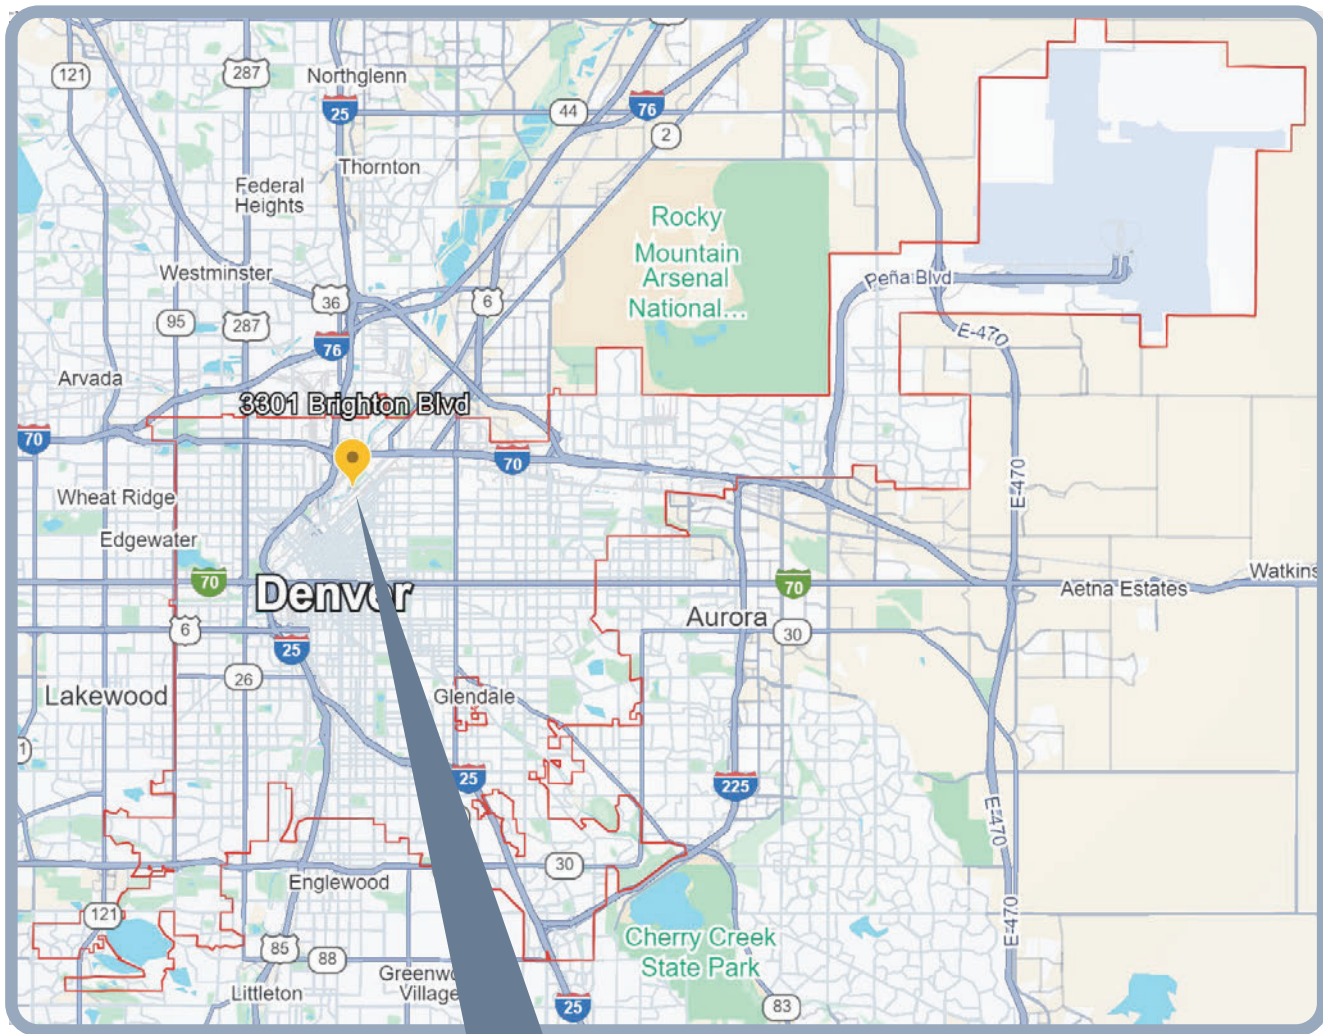 121
287
Northglenn
25
44
76
2
Thornton
Federal
Heights
Rocky
Mountain
Arsenal
National...
Westminster
36
6
Peña Blvd
95
287
76
E-470
Arvada
3301 Brighton Blvd
70
70
Wheat Ridge
E-470
Edgewater
70
Denver
70
Aetna Estates
Watkins
Aurora
30
6
25
26
Lakewood
Glendale
25
225
E-470
30
Englewood
121
85
88
Cherry Creek
State Park
E-470
Littleton
Village
25
83